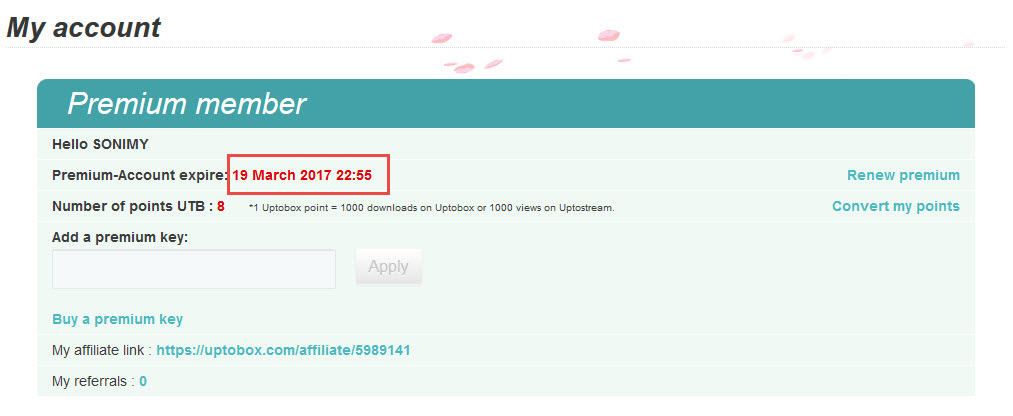 My account
Premium member
Hello SONIMY
Premium-Account expire: 19 March 2017 22:55 Renew premium
Number of points UTB : 8 *1 Uptobox point = 1000 downloads on Uptobox or 1000 views on Uptostream. Convert my points
Add a premium key:
Apply
Buy a premium key
My affiliate link : https://uptobox.com/affiliate/5989141
My referrals : 0